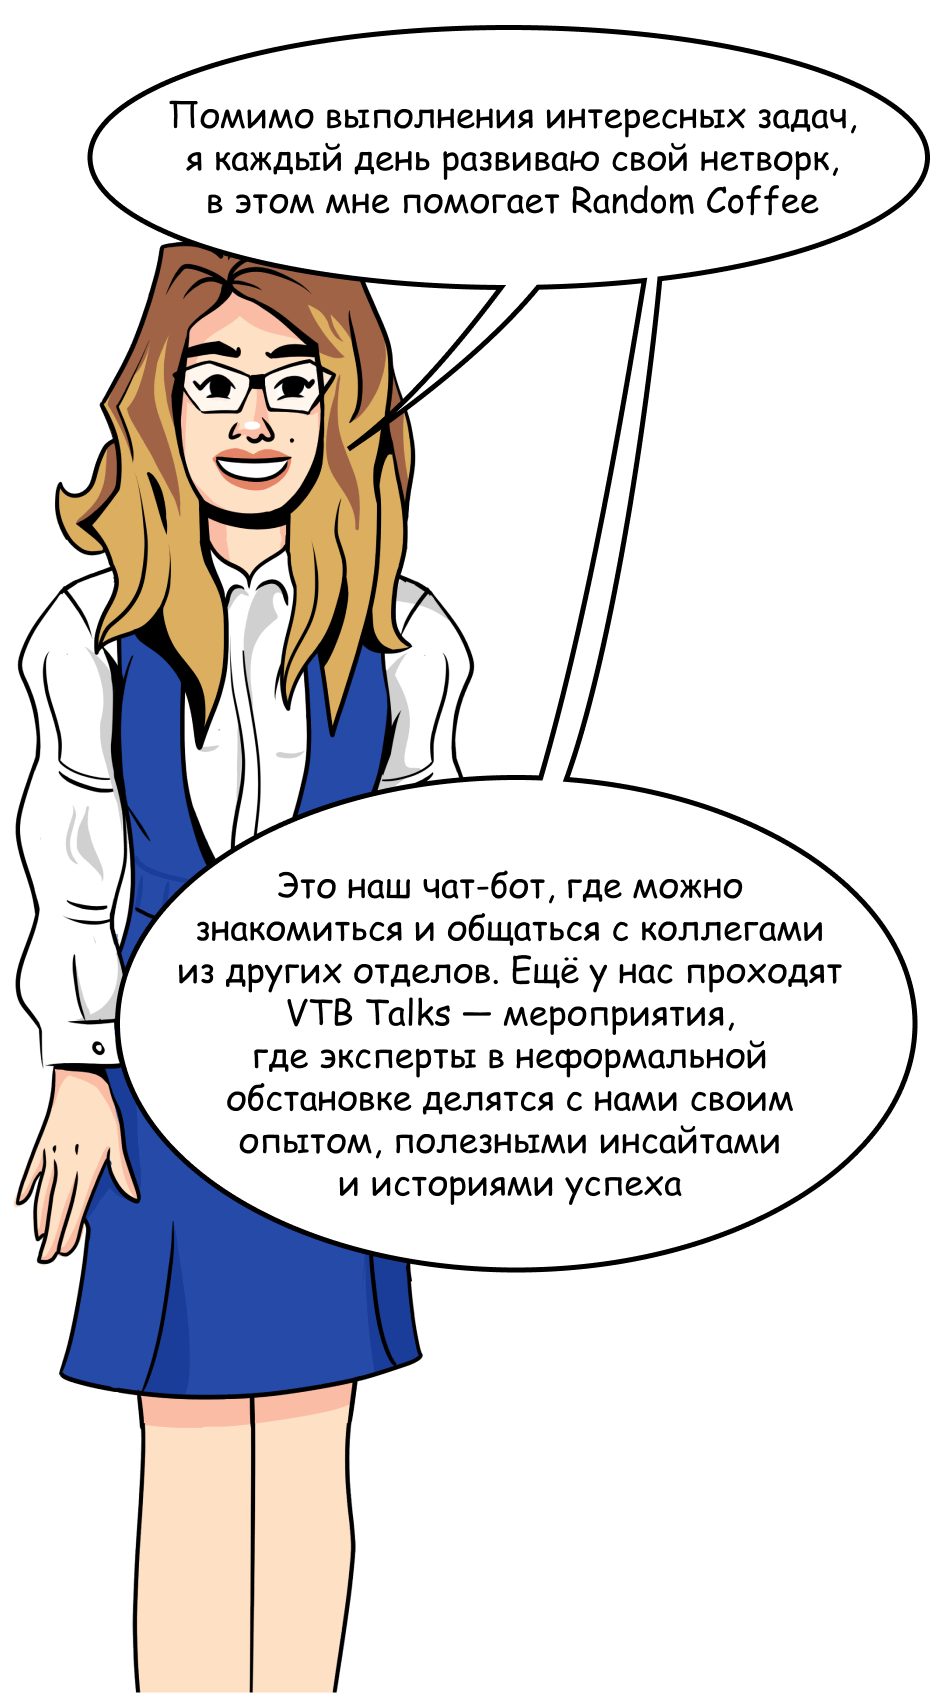 Помимо выполнения интересных задач,
я каждый день развиваю свой нетворк,
в этом мне помогает Random Coffee
Это наш чат-бот, где можно
знакомиться и общаться с коллегами
из других отделов. Ещё у нас проходят
VTB Talks — мероприятия,
где эксперты в неформальной
обстановке делятся с нами своим
опытом, полезными инсайтами
и историями успеха